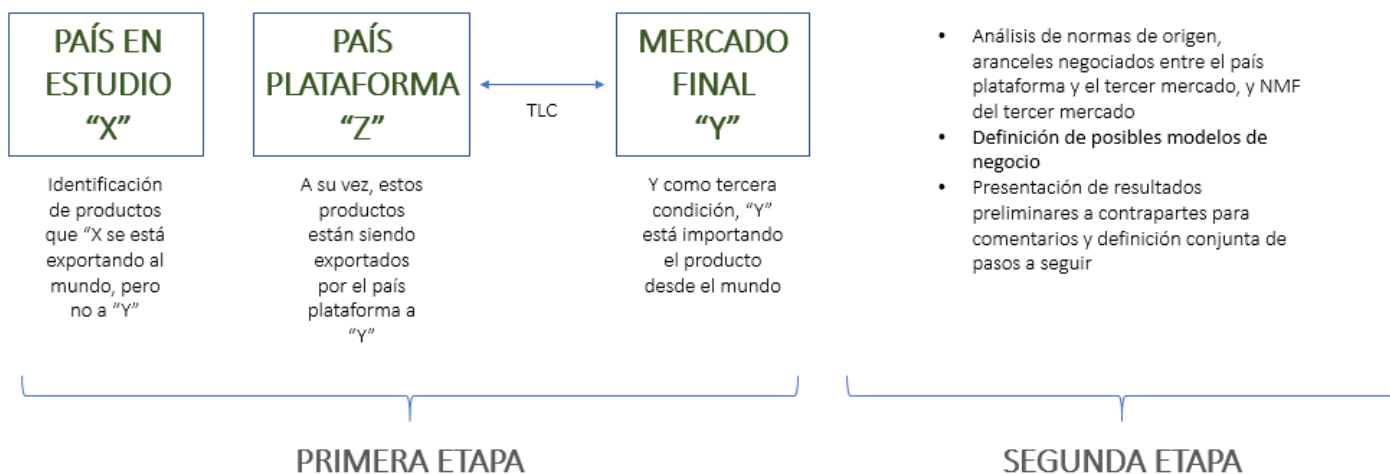 PAÍS EN
ESTUDIO
“X”
Identificación
de productos
que “X se está
exportando al
mundo, pero
no a “Y”
PAÍS
PLATAFORMA
“Z”
A su vez, estos
productos
están siendo
exportados
por el país
plataforma a
“Y”
TLC
MERCADO
FINAL
“Y”
Y como tercera
condición, “Y”
está importando
el producto
desde el mundo
PRIMERA ETAPA
• Análisis de normas de origen,
aranceles negociados entre el país
plataforma y el tercer mercado, y NMF
del tercer mercado
• Definición de posibles modelos de
negocio
• Presentación de resultados
preliminares a contrapartes para
comentarios y definición conjunta de
pasos a seguir
SEGUNDA ETAPA